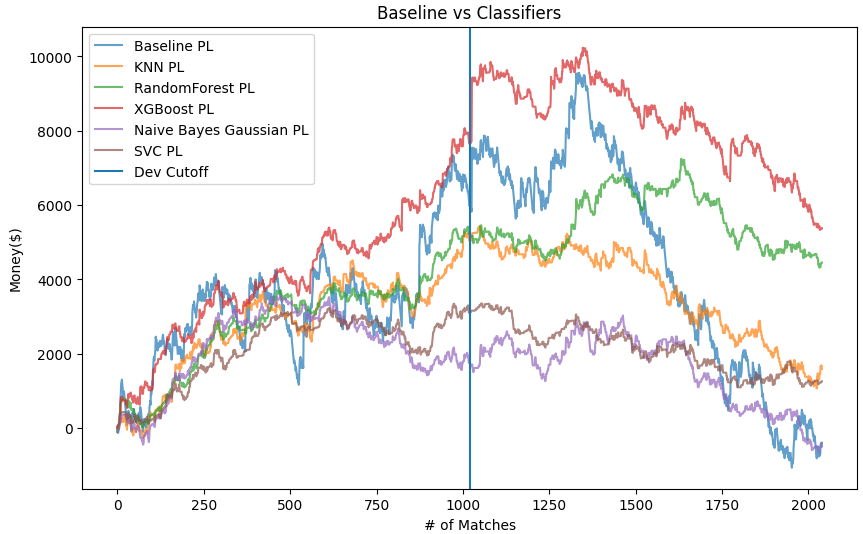 Baseline vs Classifiers
Baseline PL
KNN PL
RandomForest PL
XGBoost PL
Naive Bayes Gaussian PL
SVC PL
Dev Cutoff
Money($)
10000
8000
6000
4000
2000
0
0 250 500 750 1000 1250 1500 1750 2000
# of Matches